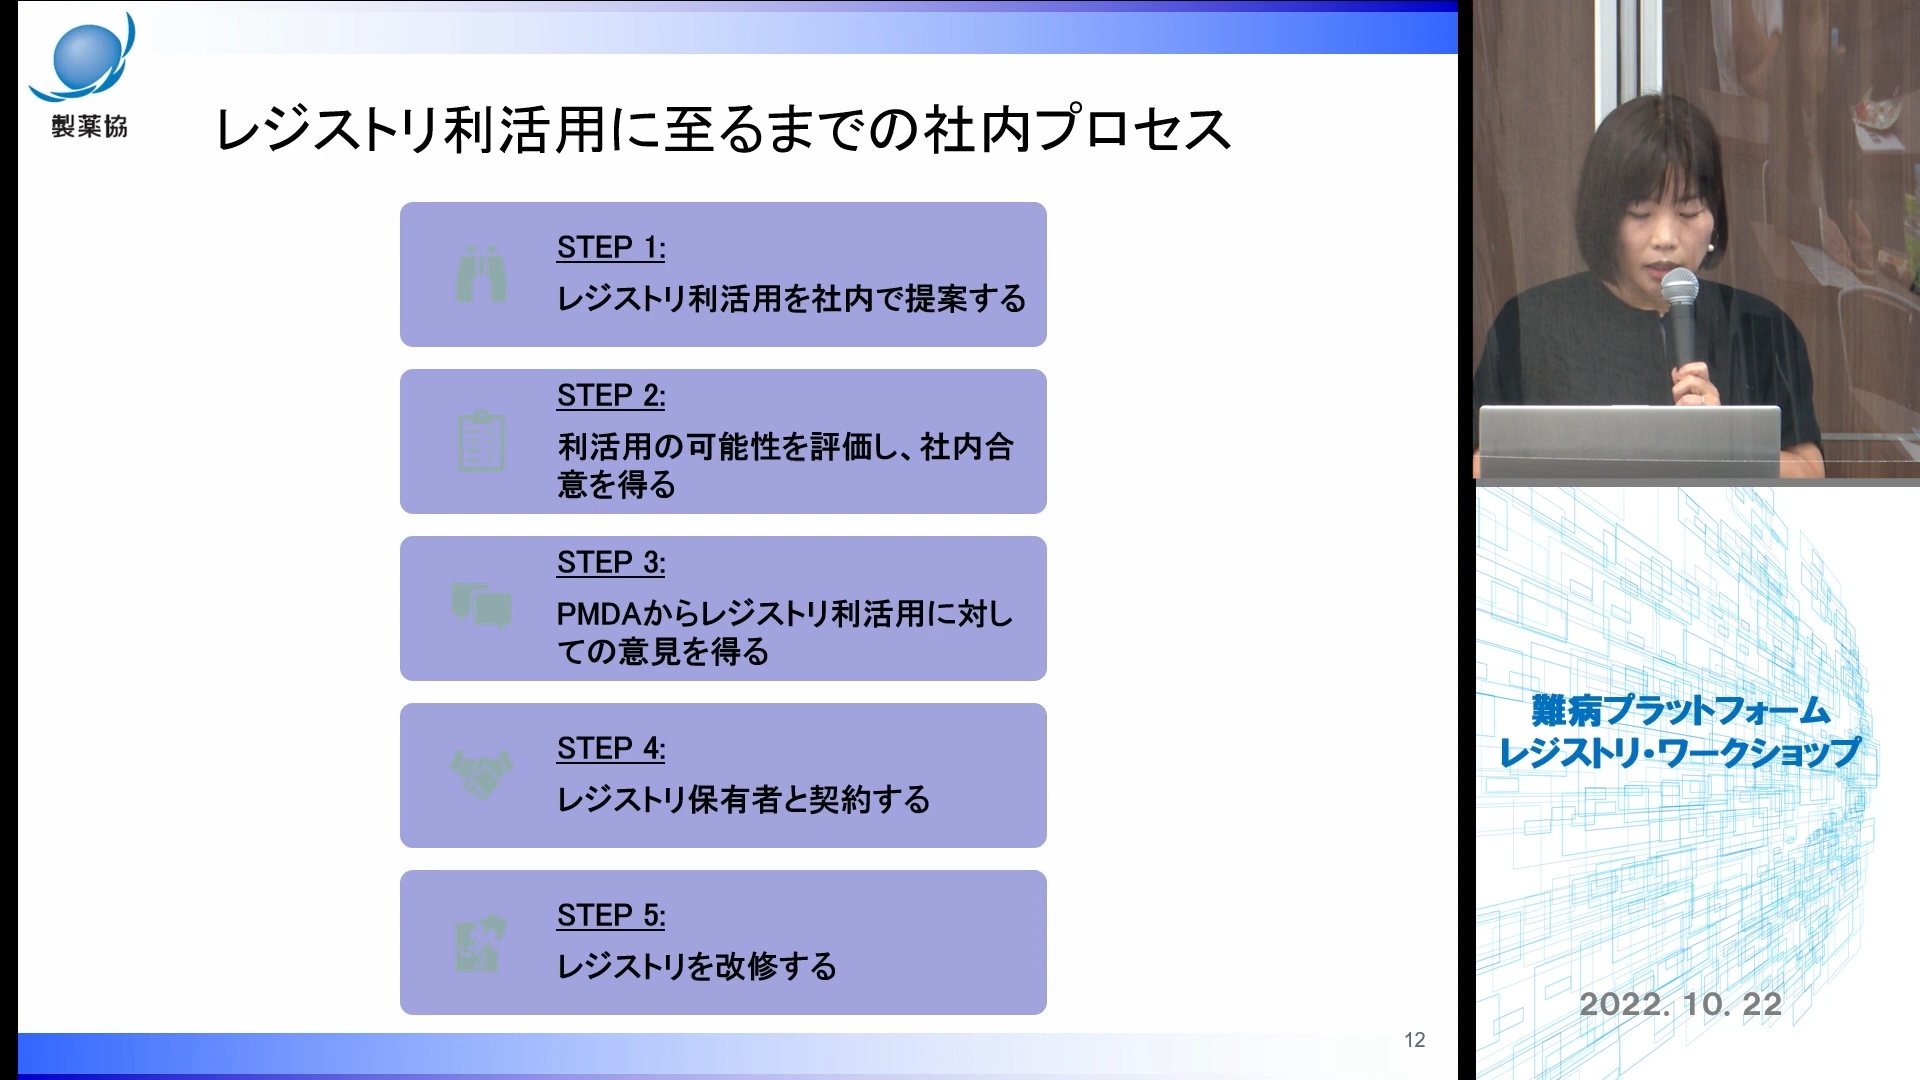 製薬協
レジストリ利活用に至るまでの社内プロセス
STEP 1:
レジストリ利活用を社内で提案する
STEP 2:
利活用の可能性を評価し、社内合
意を得る
STEP 3:
PMDAからレジストリ利活用に対し
ての意見を得る
STEP 4:
レジストリ保有者と契約する
STEP 5:
レジストリを改修する
12
難病プラットフォーム
レジストリ・ワークショップ
2022. 10. 22